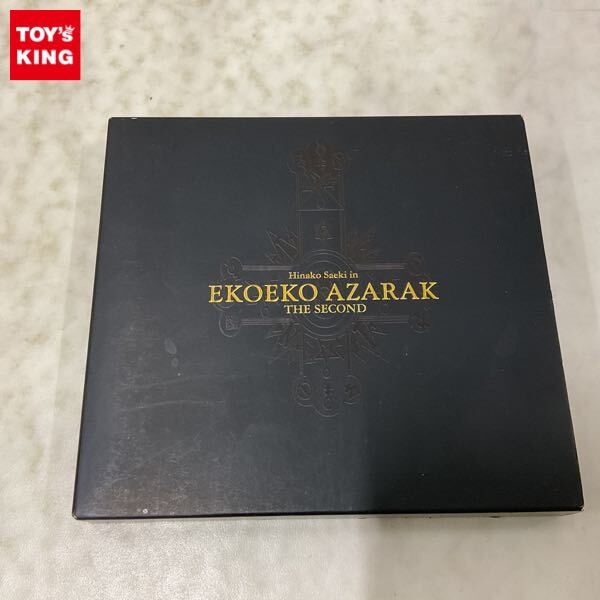 TOY'S
KING
Hinako Saeki in
EKOEKO AZARAK
THE SECOND